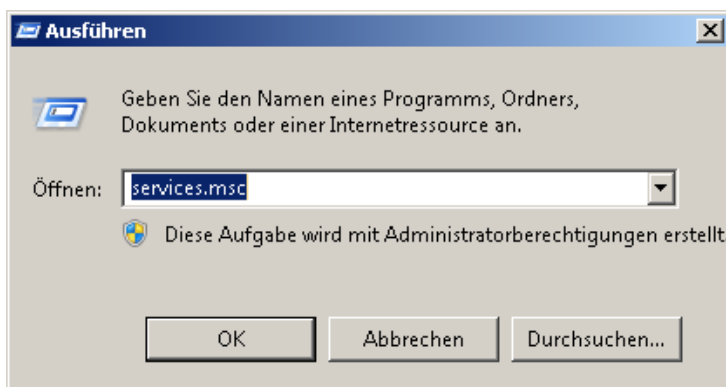 Ausführen
Geben Sie den Namen eines Programms, Ordners,
Dokuments oder einer Internetressource an.
Öffnen: services.msc
Diese Aufgabe wird mit Administratorberechtigungen erstellt
OK Abbrechen Durchsuchen...